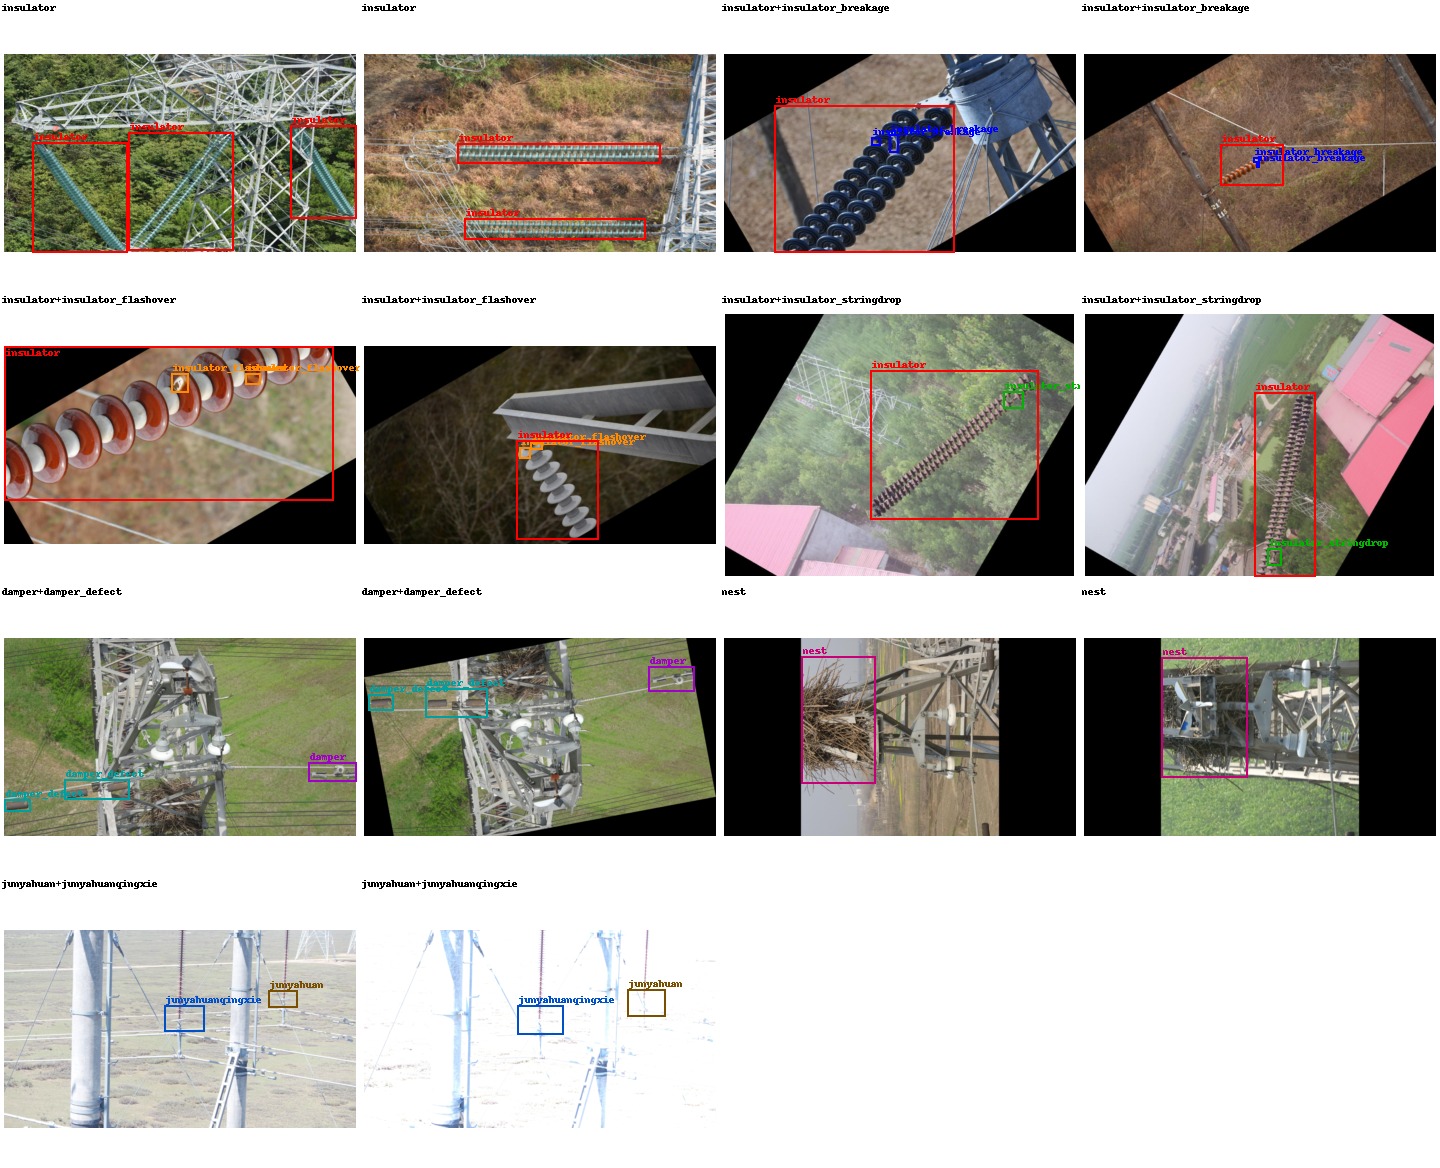 insulator
insulator
insulator+insulator_breakage
insulator+insulator_breakage
insulator
insulator
insulator
insulator
insulator
insulator
insulator
insulator_breakage
insulator_breakage
insulator+insulator_flashover
insulator+insulator_flashover
insulator+insulator_stringdrop
insulator+insulator_stringdrop
insulator
insulator
insulator
insulator
damper+damper_defect
damper+damper_defect
nest
nest
damper_defect
damper
damper_defect
damper
nest
nest
junyahuan+junyahuanqingxie
junyahuan+junyahuanqingxie
junyahuanqingxie
junyahuan
junyahuanqingxie
junyahuan